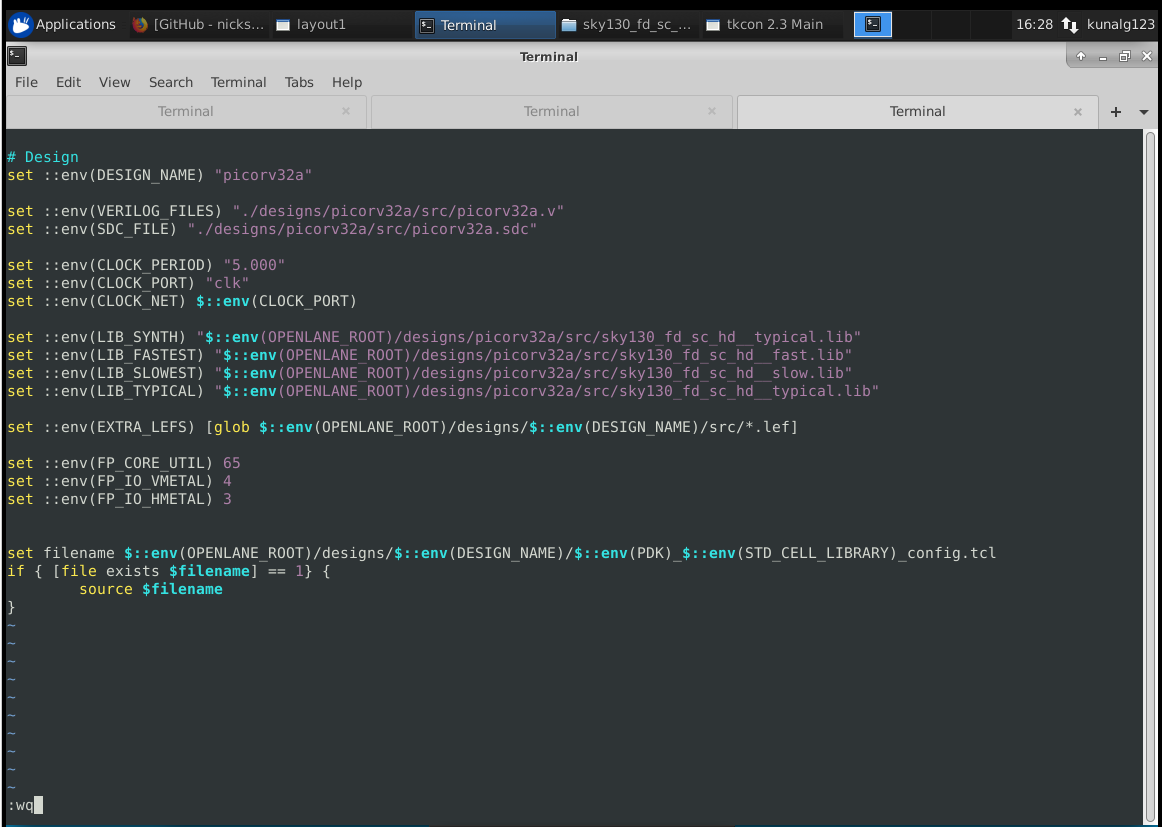 Applications [GitHub - nicks... layout1 Terminal sky130_fd_sc_... tkcon 2.3 Main 16:28 kunalg123
Terminal
File Edit View Search Terminal Tabs Help
Terminal Terminal Terminal
# Design
set ::env(DESIGN_NAME) "picorv32a"
set ::env(VERILOG_FILES) "./designs/picorv32a/src/picorv32a.v"
set ::env(SDC_FILE) "./designs/picorv32a/src/picorv32a.sdc"
set ::env(CLOCK_PERIOD) "5.000"
set ::env(CLOCK_PORT) "clk"
set ::env(CLOCK_NET) $::env(CLOCK_PORT)
set ::env(LIB_SYNTH) "$::env(OPENLANE_ROOT)/designs/picorv32a/src/sky130_fd_sc_hd__typical.lib"
set ::env(LIB_FASTEST) "$::env(OPENLANE_ROOT)/designs/picorv32a/src/sky130_fd_sc_hd__fast.lib"
set ::env(LIB_SLOWEST) "$::env(OPENLANE_ROOT)/designs/picorv32a/src/sky130_fd_sc_hd__slow.lib"
set ::env(LIB_TYPICAL) "$::env(OPENLANE_ROOT)/designs/picorv32a/src/sky130_fd_sc_hd__typical.lib"
set ::env(EXTRA_LEFS) [glob $::env(OPENLANE_ROOT)/designs/$::env(DESIGN_NAME)/src/*.lef]
set ::env(FP_CORE_UTIL) 65
set ::env(FP_IO_VMETAL) 4
set ::env(FP_IO_HMETAL) 3
set filename $::env(OPENLANE_ROOT)/designs/$::env(DESIGN_NAME)/$::env(PDK)_$::env(STD_CELL_LIBRARY)_config.tcl
if { [file exists $filename] == 1} {
        source $filename
}
~
~
~
~
~
~
~
~
~
~
:wq